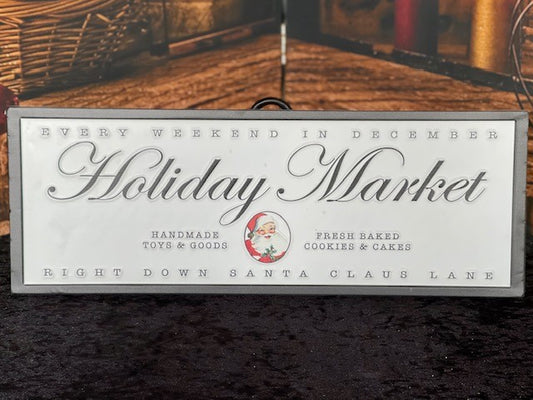 EVERY WEEKEND IN DECEMBER
Holiday Market
HANDMADE
TOYS & GOODS
FRESH BAKED
COOKIES & CAKES
RIGHT DOWN SANTA CLAUS LANE